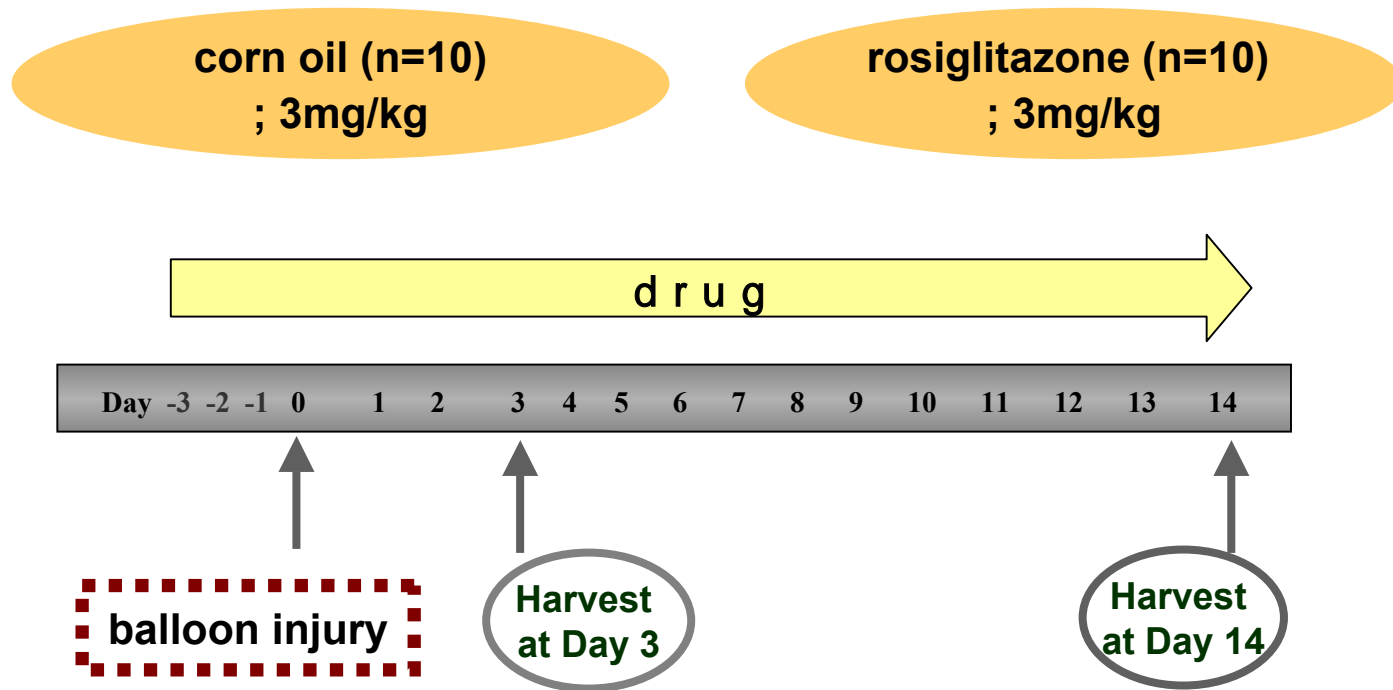 corn oil (n=10)
; 3mg/kg
rosiglitazone (n=10)
; 3mg/kg
d r u g
Day -3 -2 -1 0 1 2 3 4 5 6 7 8 9 10 11 12 13 14
balloon injury
Harvest
at Day 3
Harvest
at Day 14